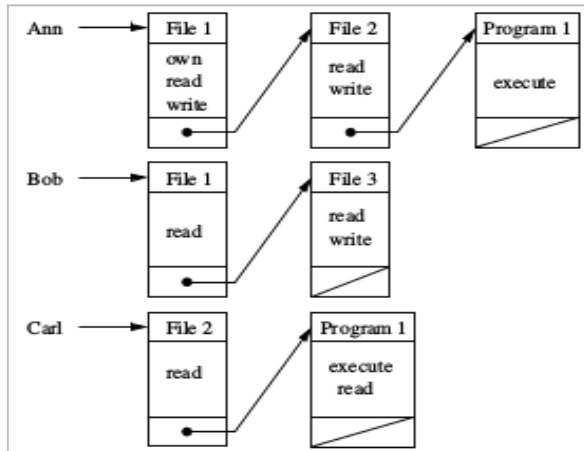 Ann
File 1
own
read
write
File 2
read
write
Program 1
execute
Bob
File 1
read
File 3
read
write
Carl
File 2
read
Program 1
execute
read